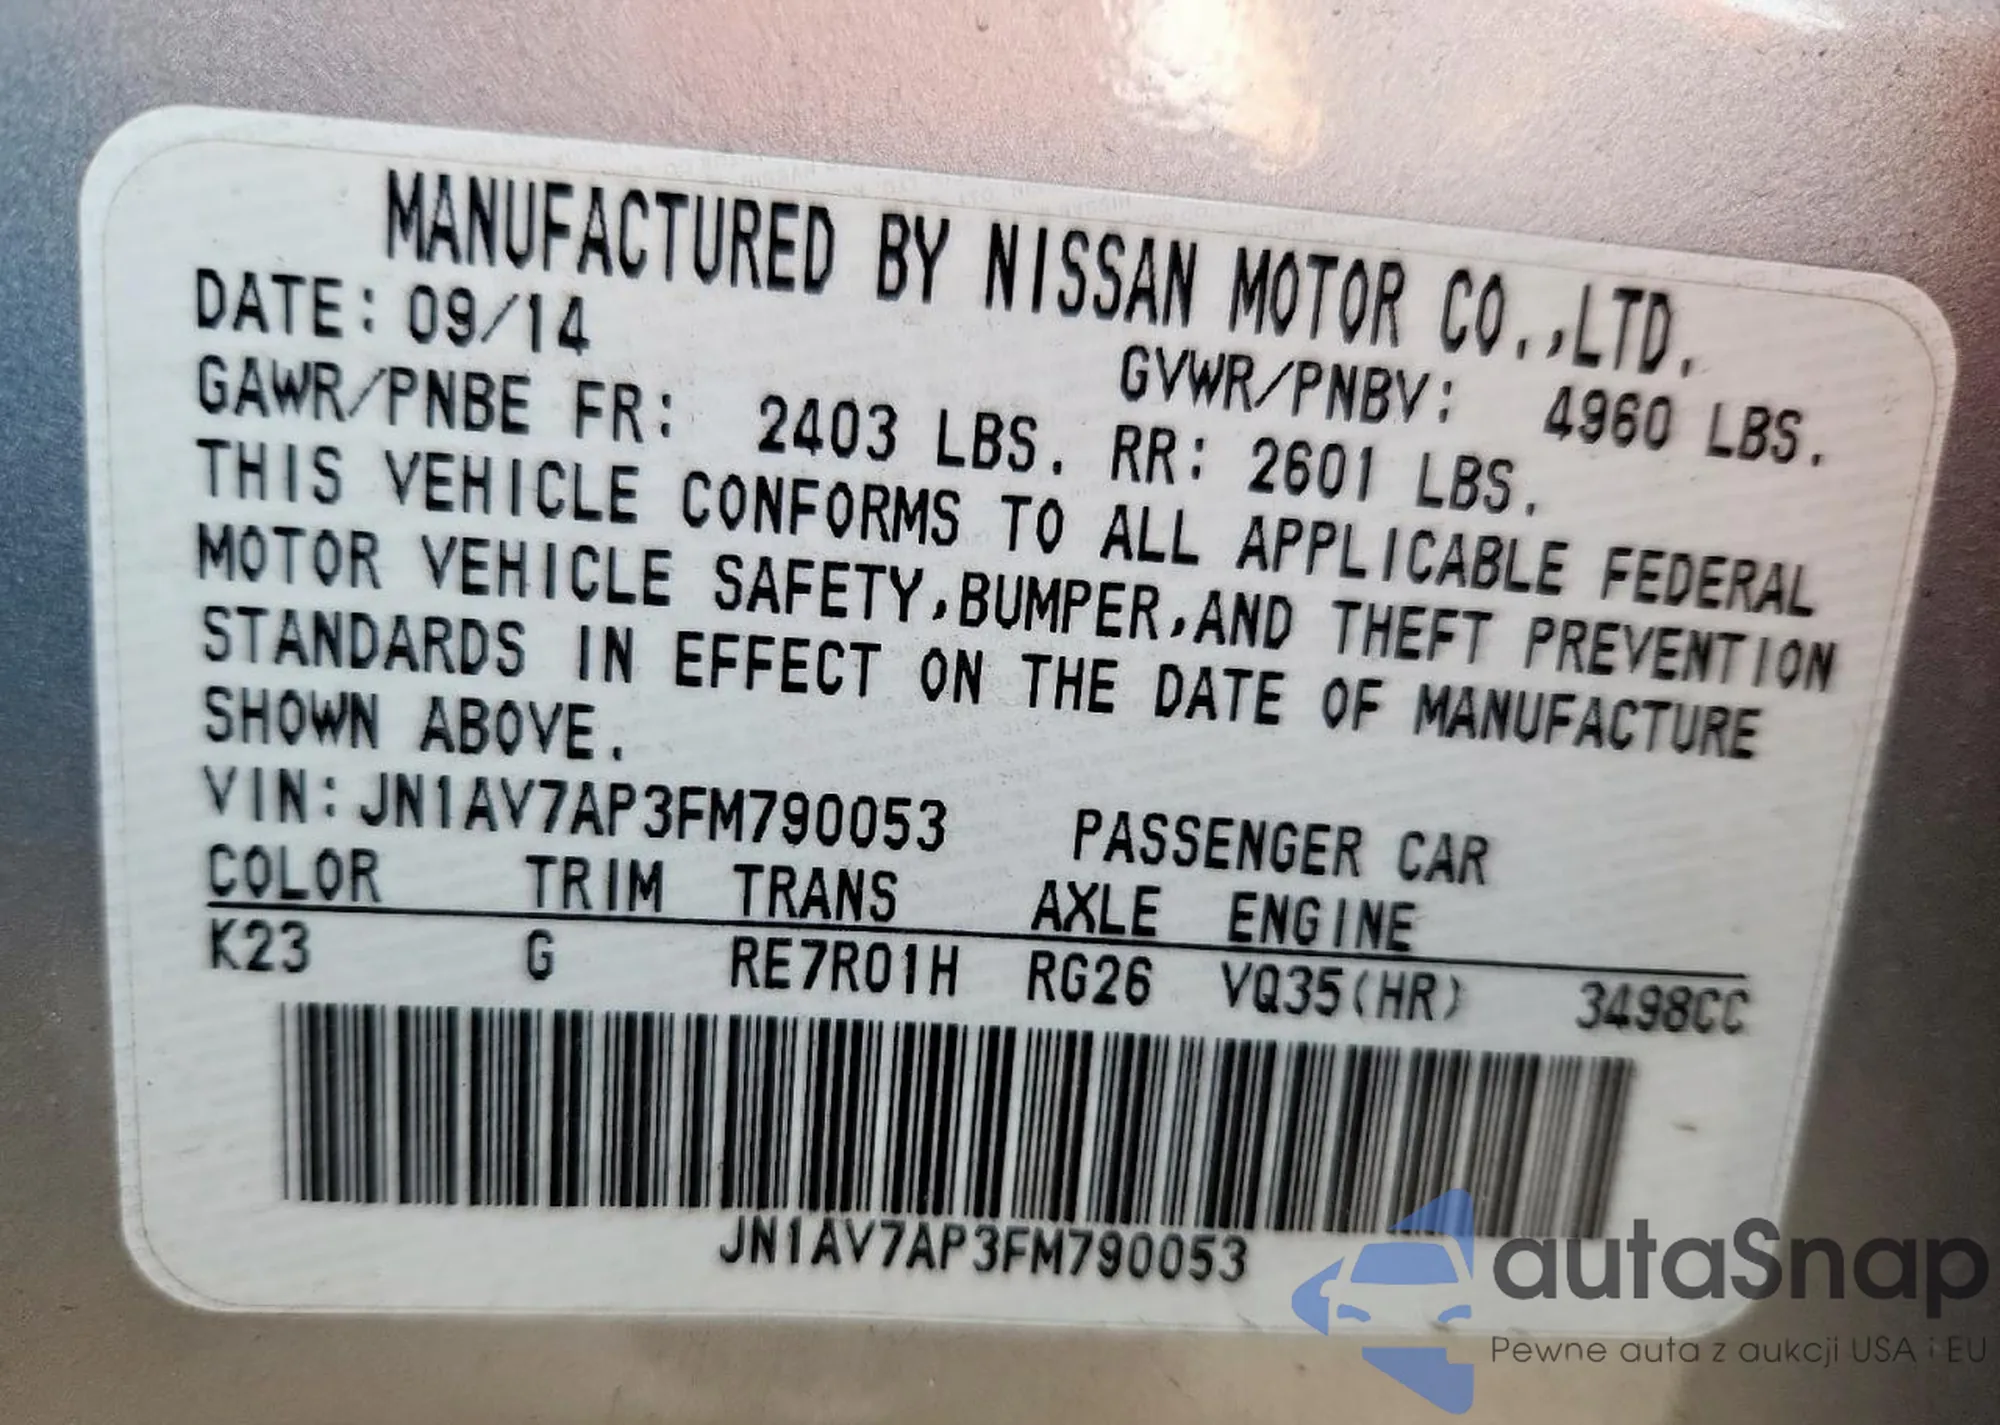 MANUFACTURED BY NISSAN MOTOR CO.,LTD.
DATE: 09/14 GVWR/PNBV: 4960 LBS.
GAWR/PNBE FR: 2403 LBS. RR: 2601 LBS.
THIS VEHICLE CONFORMS TO ALL APPLICABLE FEDERAL
MOTOR VEHICLE SAFETY,BUMPER,AND THEFT PREVENTION
STANDARDS IN EFFECT ON THE DATE OF MANUFACTURE
SHOWN ABOVE.
VIN:JN1AV7AP3FM790053 PASSENGER CAR
COLOR TRIM TRANS AXLE ENGINE
K23 G RE7R01H RG26 VQ35(HR) 3498CC
JN1AV7AP3FM790053
autaSnap
Pewne auta z aukcji USA i EU